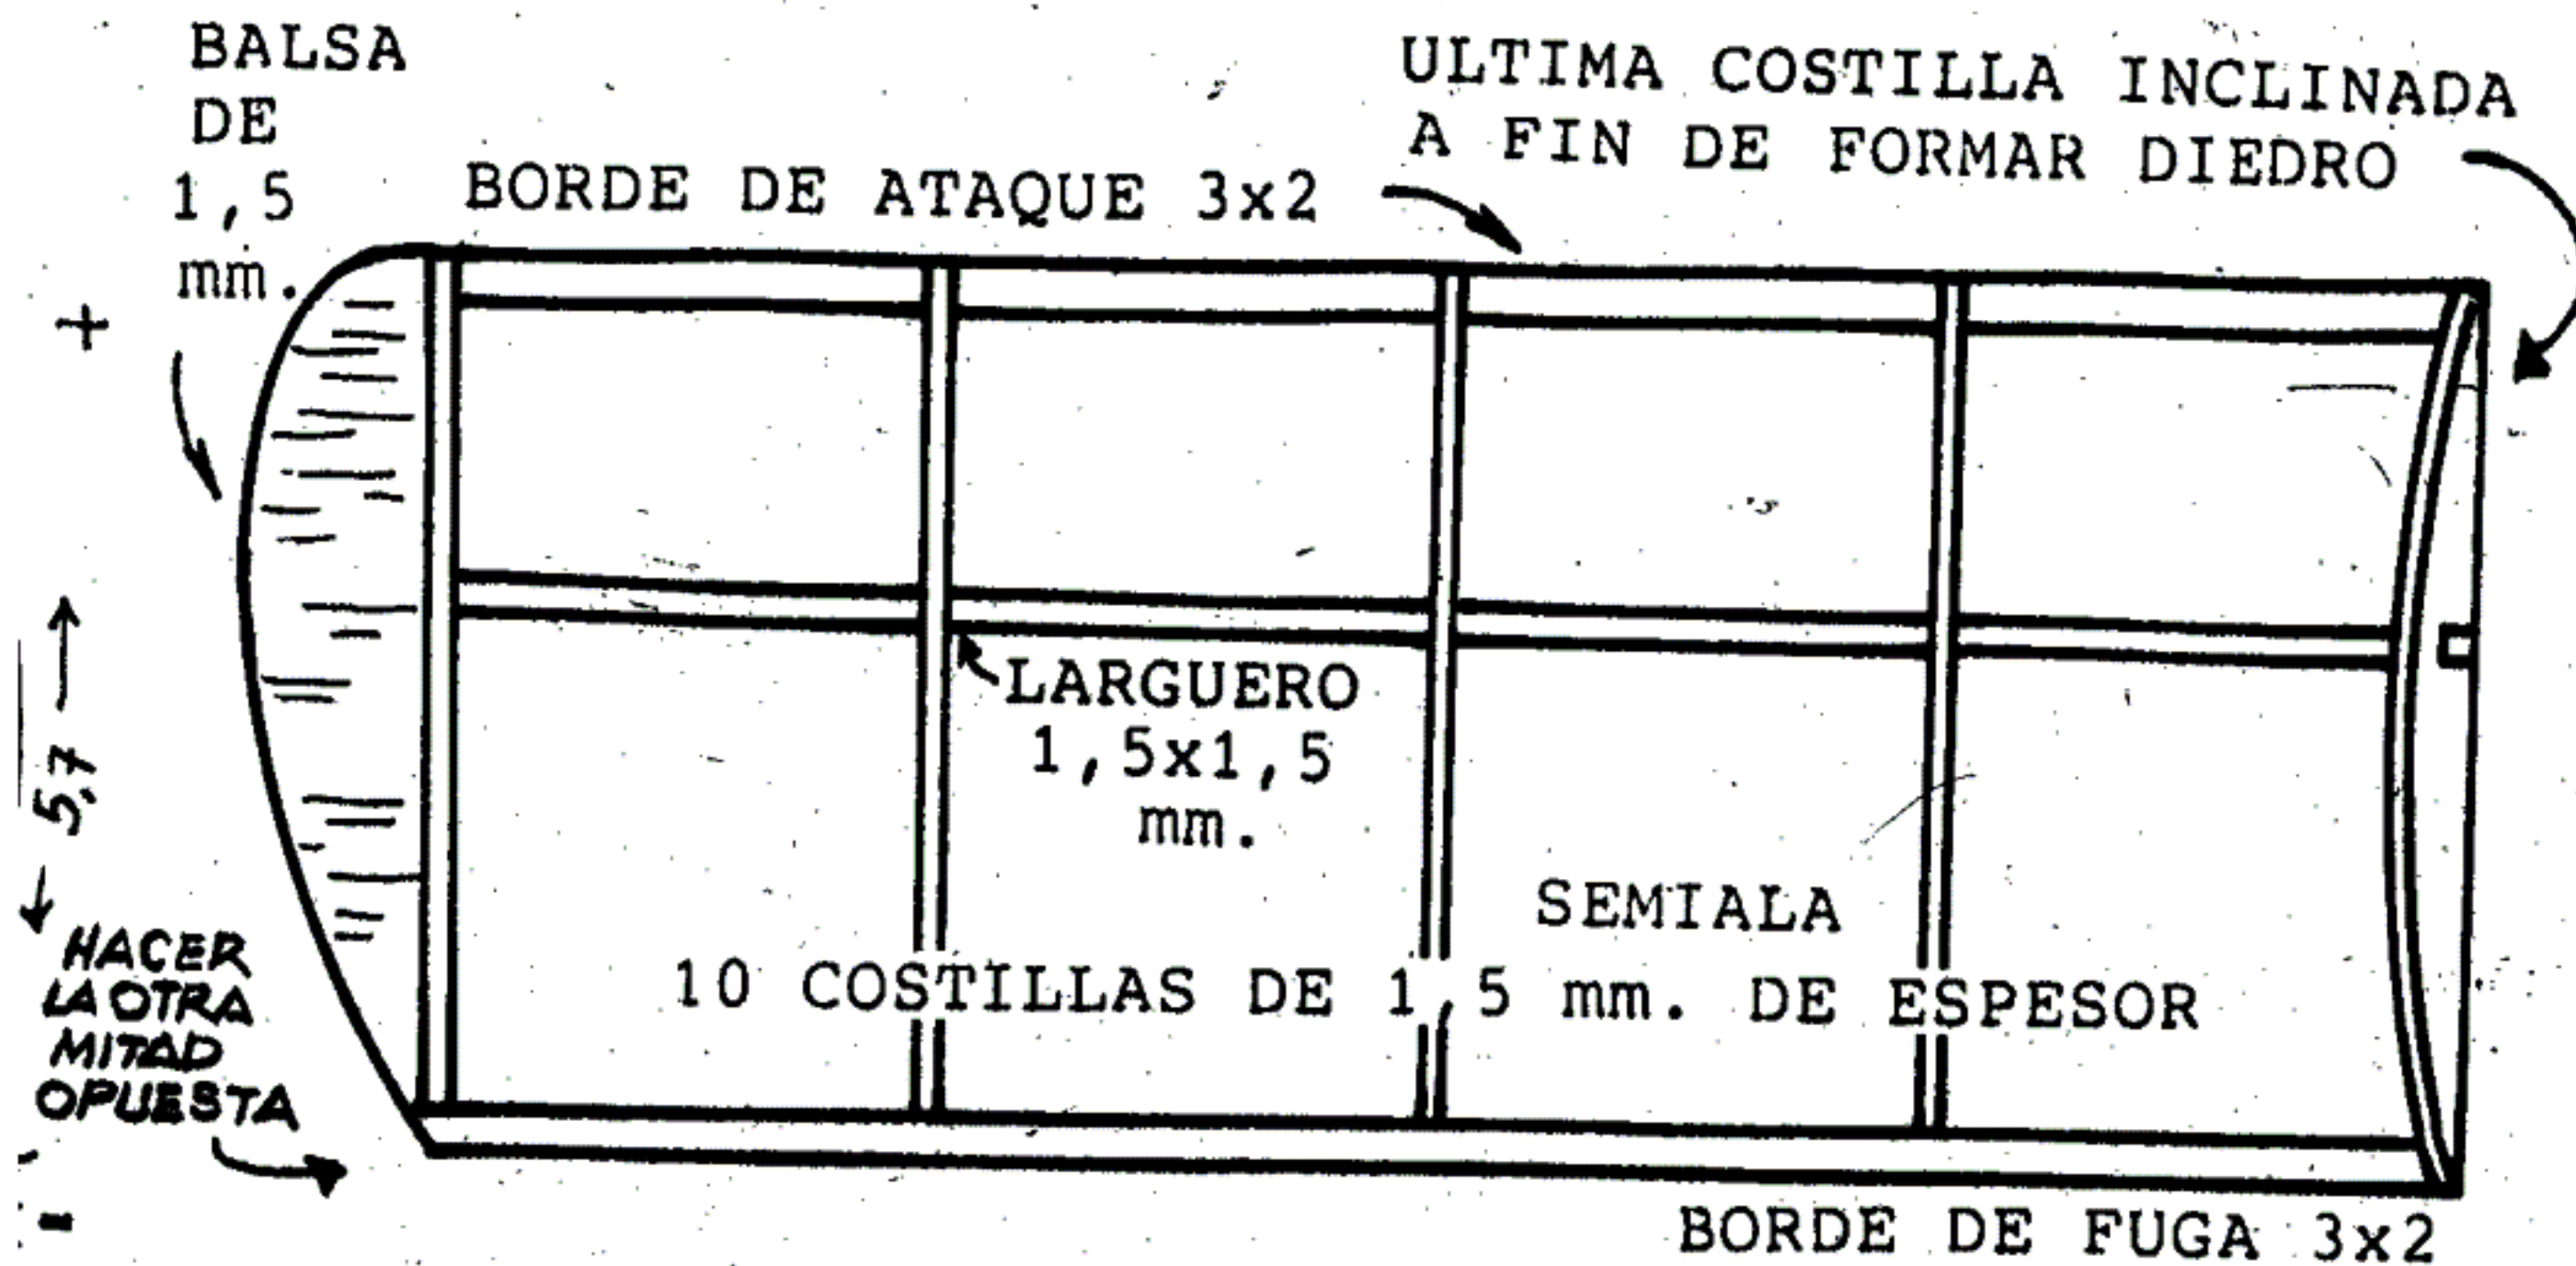 BALSA
DE
1,5
mm.
ULTIMA COSTILLA INCLINADA
A FIN DE FORMAR DIEDRO
BORDE DE ATAQUE 3x2
LARGUERO
1,5x1,5
mm.
SEMIALA
10 COSTILLAS DE 1,5 mm. DE ESPESOR
5,7
HACER
LA OTRA
MITAD
OPUESTA
BORDE DE FUGA 3x2